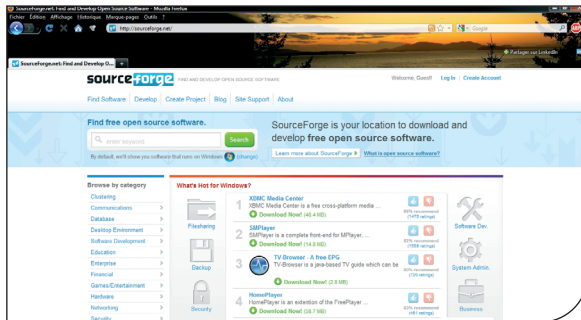 SourceForge.net: Find and Develop Open Source Software - Mozilla Firefox
Fichier Édition Affichage Historique Marque-pages Outils ?
http://sourceforge.net/
Google
Partager sur LinkedIn
SourceForge.net: Find and Develop O...
sourceforge FIND AND DEVELOP OPEN SOURCE SOFTWARE
Welcome, Guest! Log In | Create Account
Find Software Develop Create Project Blog Site Support About
Find free open source software.
enter keyword
Search
By default, we'll show you software that runs on Windows (change)
SourceForge is your location to download and
develop free open source software.
Learn more about SourceForge What is open source software?
Browse by category
Clustering
Communications >
Database >
Desktop Environment >
Software Development >
Education >
Enterprise >
Financial >
Games/Entertainment >
Hardware >
Networking >
Security >
What's Hot for Windows?
Filesharing
Backup
Security
1 XBMC Media Center
XBMC Media Center is a free cross-platform media ...
Download Now! (48.4 MB)
2 SMPlayer
SMPlayer is a complete front-end for MPlayer, ...
Download Now! (14.8 MB)
3 TV-Browser - A free EPG
TV-Browser is a java-based TV guide which can be
Download Now! (2.8 MB)
4 HomePlayer
HomePlayer is an extention of the FreePlayer ...
Software Dev.
System Admin.
Business